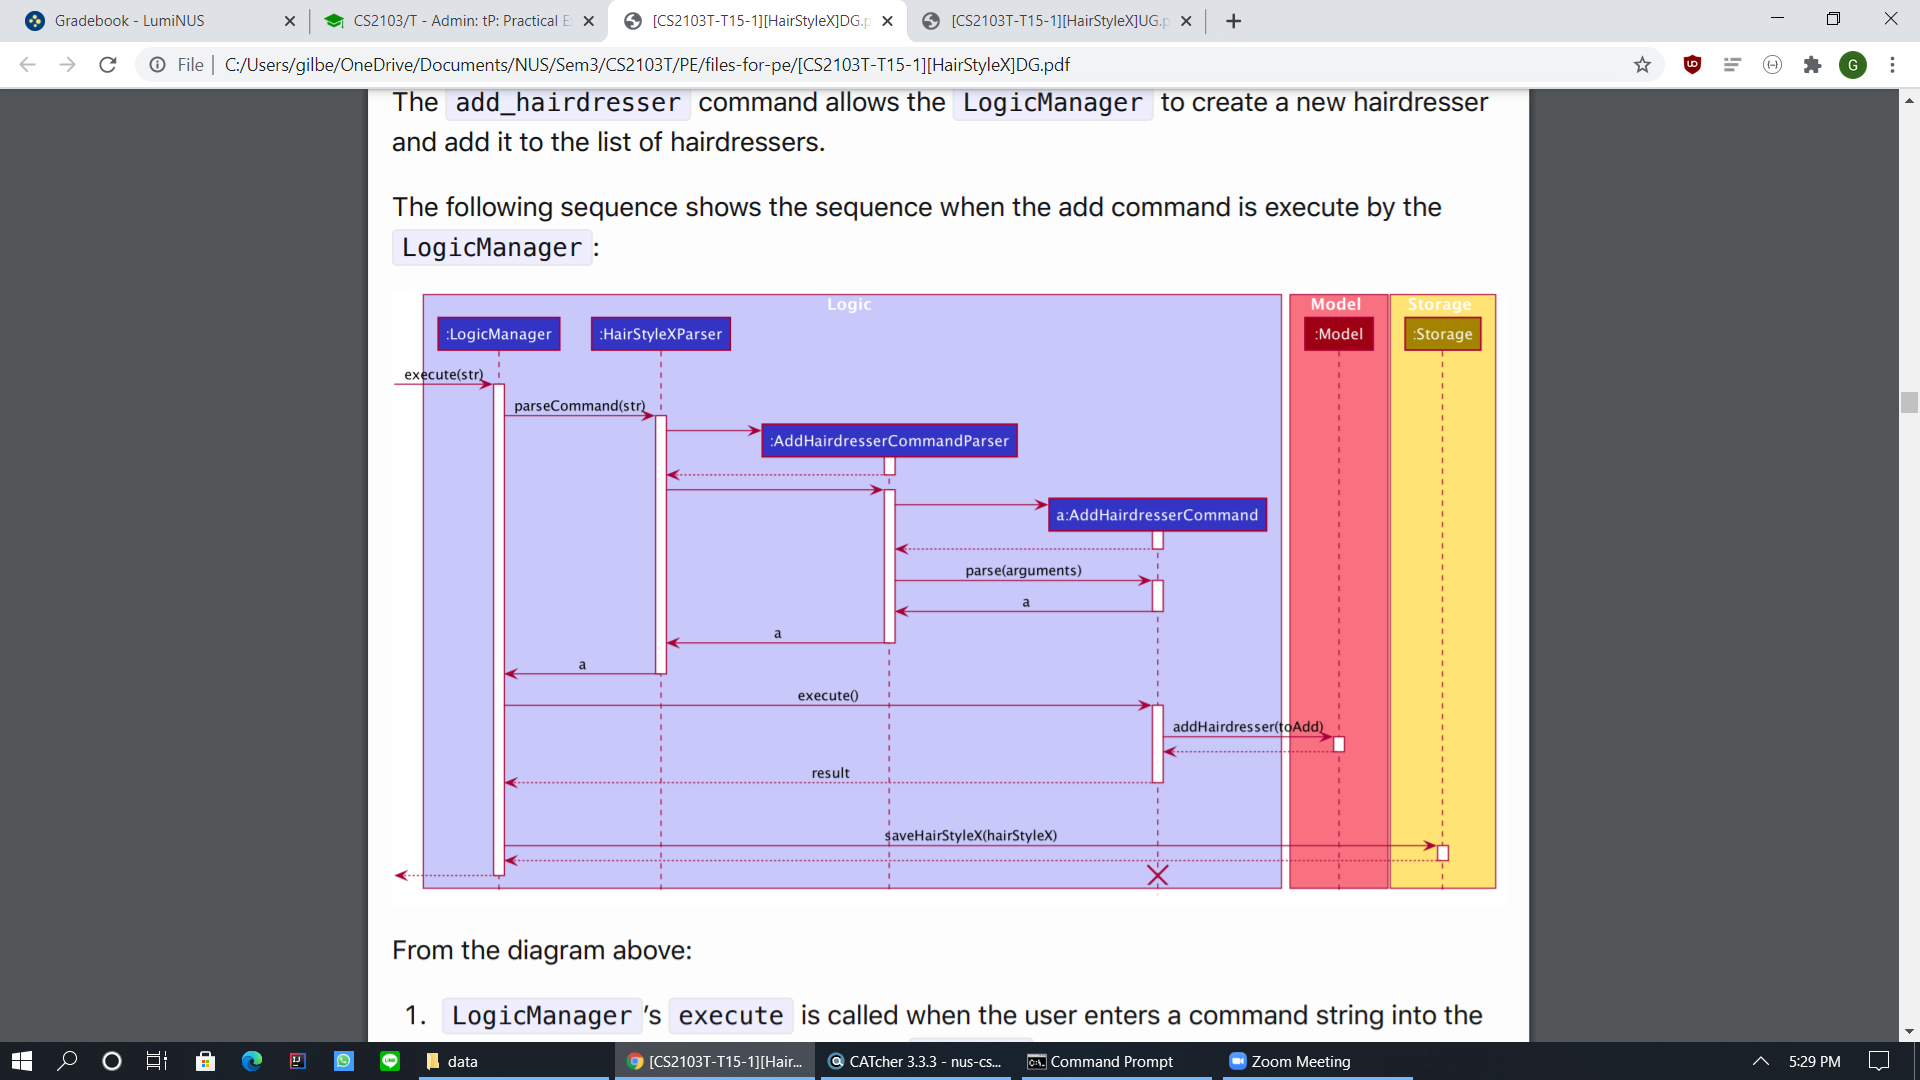 Gradebook - LumiNUS
CS2103/T - Admin: tP: Practical E
[CS2103T-T15-1][HairStyleX]DG.p
[CS2103T-T15-1][HairStyleX]UG.p
File
C:/Users/gilbe/OneDrive/Documents/NUS/Sem3/CS2103T/PE/files-for-pe/[CS2103T-T15-1][HairStyleX]DG.pdf
G
The add_hairdresser command allows the LogicManager to create a new hairdresser
and add it to the list of hairdressers.
The following sequence shows the sequence when the add command is execute by the
LogicManager :
Logic
Model
Storage
:LogicManager
:HairStyleXParser
:Model
:Storage
execute(str)
parseCommand(str)
:AddHairdresserCommandParser
a:AddHairdresserCommand
parse(arguments)
a
a
a
execute()
addHairdresser(toAdd)
result
saveHairStyleX(hairStyleX)
From the diagram above:
1. LogicManager 's execute is called when the user enters a command string into the
data
[CS2103T-T15-1][Hair...
CATcher 3.3.3 - nus-cs...
Command Prompt
Zoom Meeting
5:29 PM